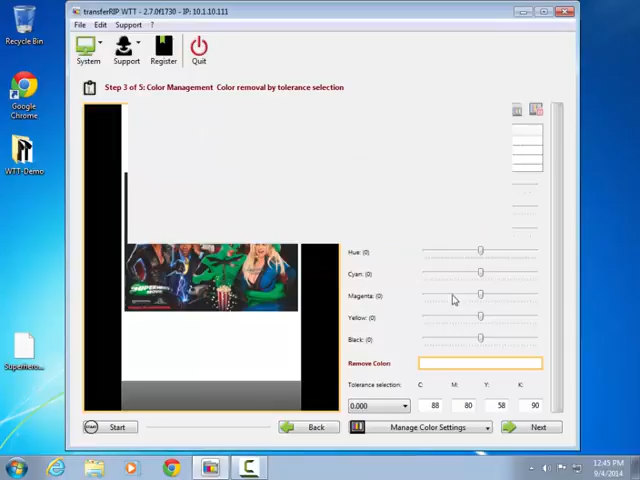 Recycle Bin
Google
Chrome
WTT-Demo
Superhero...
transferRIP WTT - 2.7.0f1730 - IP: 10.1.10.111
File Edit Support ?
System Support Register Quit
Step 3 of 5: Color Management Color removal by tolerance selection
Hue: (0)
Cyan: (0)
Magenta: (0)
Yellow: (0)
Black: (0)
Remove Color:
Tolerance selection: C: M: Y: K:
0.000 88 80 58 90
START Start Back Manage Color Settings Next
12:45 PM
9/4/2014